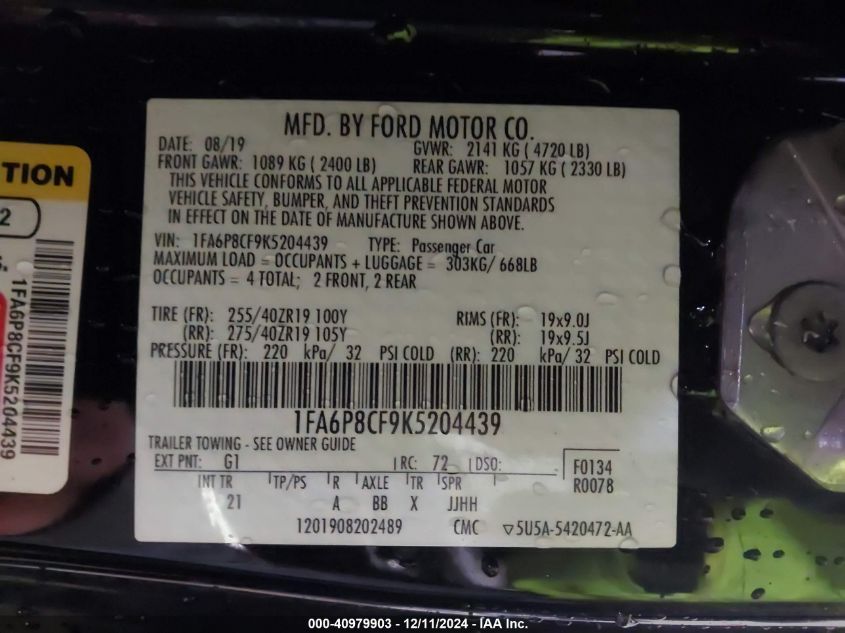 MFD. BY FORD MOTOR CO.
DATE: 08/19 GVWR: 2141 KG ( 4720 LB)
FRONT GAWR: 1089 KG ( 2400 LB) REAR GAWR: 1057 KG ( 2330 LB)
THIS VEHICLE CONFORMS TO ALL APPLICABLE FEDERAL MOTOR
VEHICLE SAFETY, BUMPER, AND THEFT PREVENTION STANDARDS
IN EFFECT ON THE DATE OF MANUFACTURE SHOWN ABOVE.
VIN: 1FA6P8CF9K5204439 TYPE: Passenger Car
MAXIMUM LOAD = OCCUPANTS + LUGGAGE = 303KG/ 668LB
OCCUPANTS = 4 TOTAL; 2 FRONT, 2 REAR
TIRE (FR): 255/40ZR19 100Y RIMS (FR): 19x9.0J
(RR): 275/40ZR19 105Y (RR): 19x9.5J
PRESSURE (FR): 220 kPa/ 32 PSI COLD (RR): 220 kPa/ 32 PSI COLD
1FA6P8CF9K5204439
TRAILER TOWING - SEE OWNER GUIDE
EXT PNT: G1 RC: 72 DSO: F0134
R0078
INT TR TP/PS R AXLE TR SPR
21 A BB X JJHH
1201908202489 CMC ▽5U5A-5420472-AA
TION
2
1FA6P8CF9K5204439
000-40979903 - 12/11/2024 - IAA Inc.